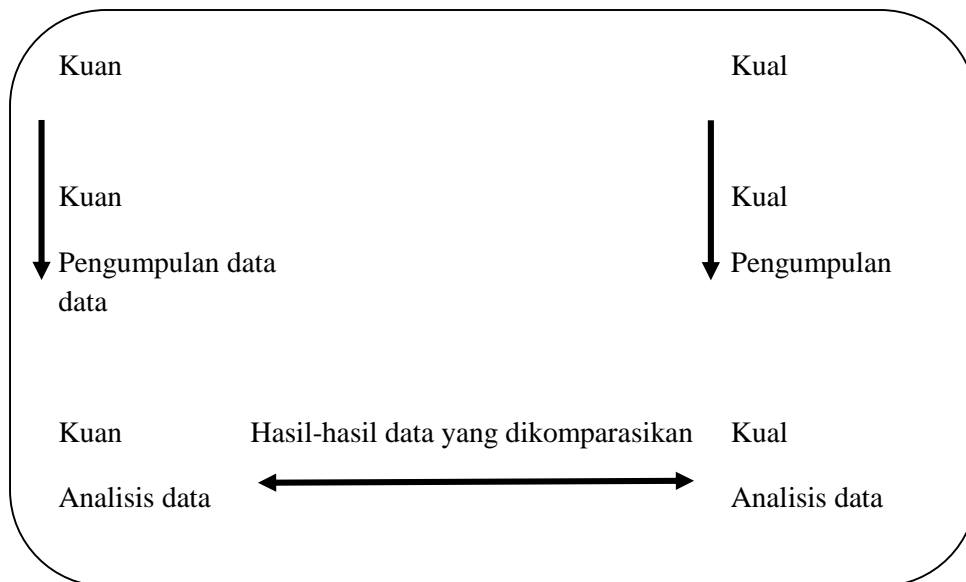 Kuan Kual
Kuan Kual
Pengumpulan data Pengumpulan
data
Kuan Hasil-hasil data yang dikomparasikan Kual
Analisis data Analisis data